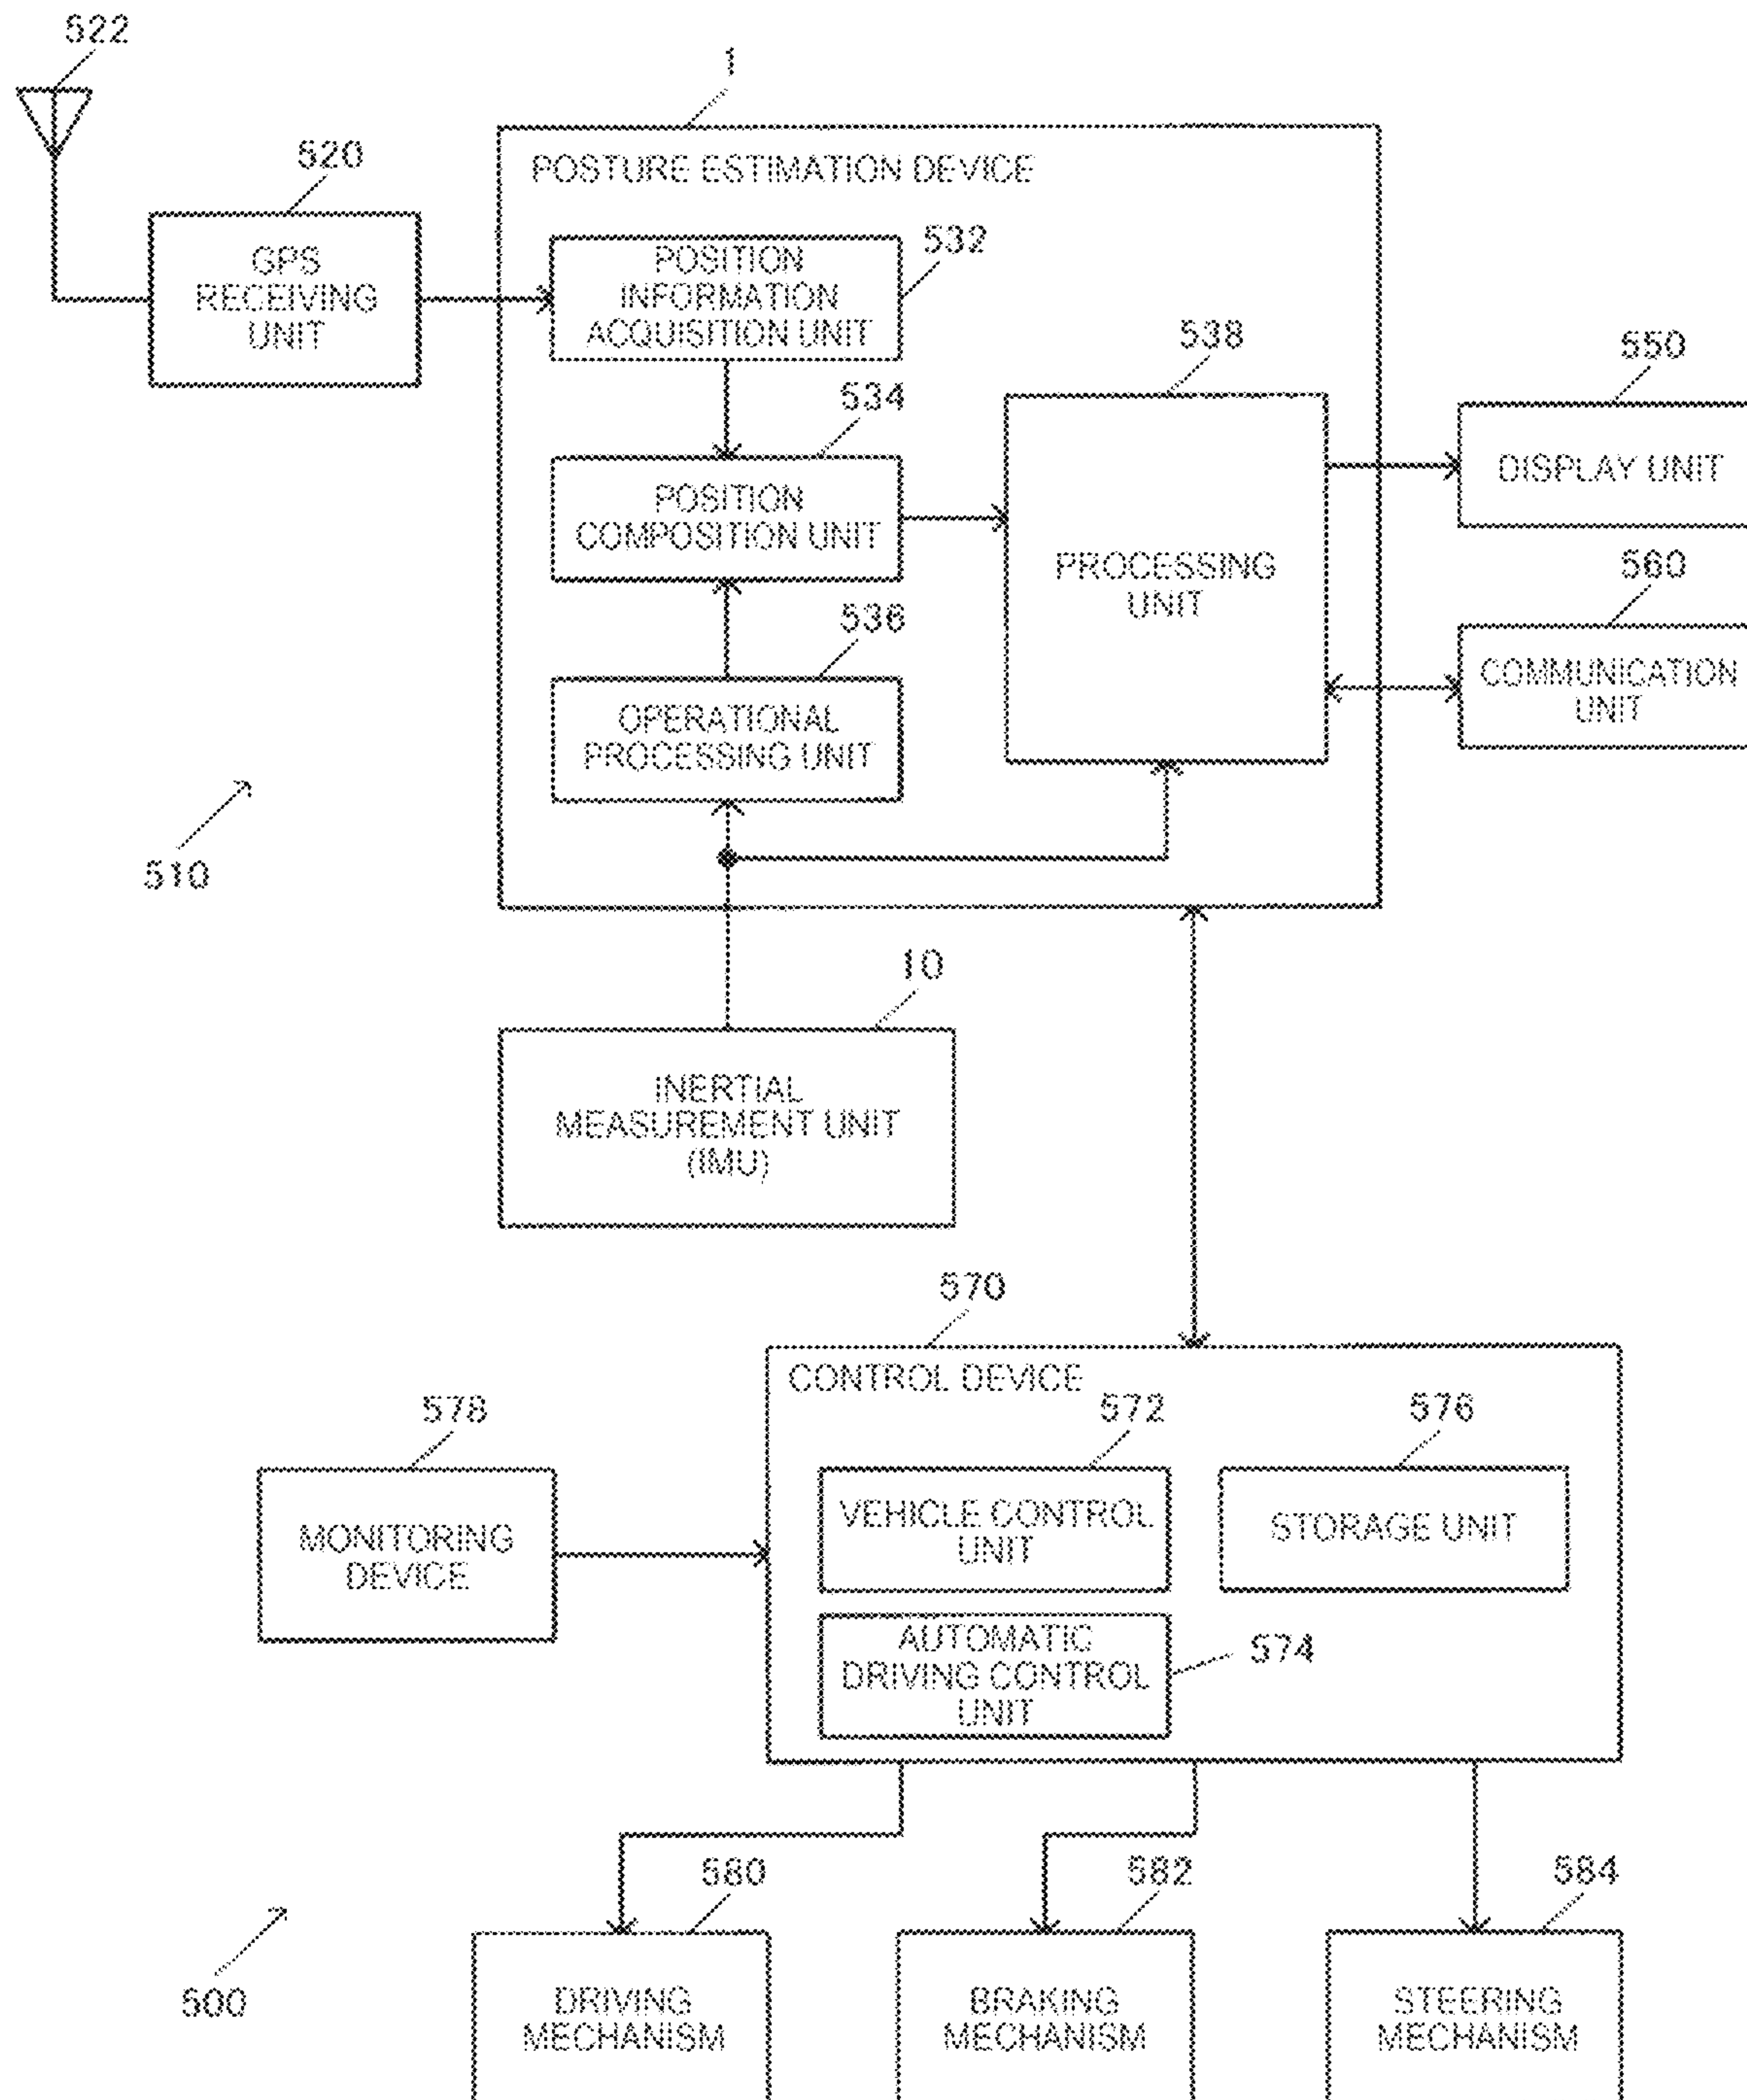 522
1
520
POSTURE ESTIMATION DEVICE
GPS
RECEIVING
UNIT
POSITION
INFORMATION
ACQUISITION UNIT
532
538
550
534
POSITION
COMPOSITION UNIT
DISPLAY UNIT
PROCESSING
UNIT
560
536
COMMUNICATION
UNIT
OPERATIONAL
PROCESSING UNIT
510
10
INERTIAL
MEASUREMENT UNIT
(IMU)
570
CONTROL DEVICE
578
572
576
MONITORING
DEVICE
VEHICLE CONTROL
UNIT
STORAGE UNIT
AUTOMATIC
DRIVING CONTROL
UNIT
574
580
582
584
500
DRIVING
MECHANISM
BRAKING
MECHANISM
STEERING
MECHANISM